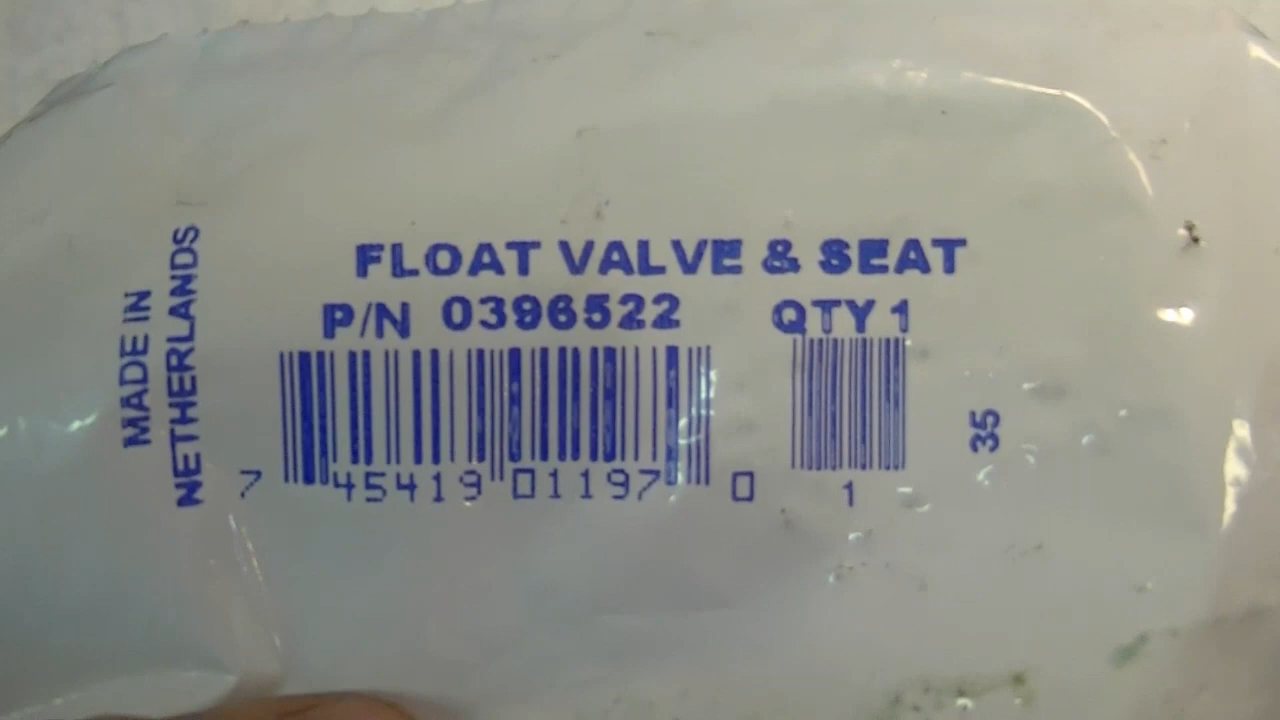 MADE IN
NETHERLANDS
FLOAT VALVE & SEAT
P/N 0396522 QTY 1
7 45419 01197 0
1
35